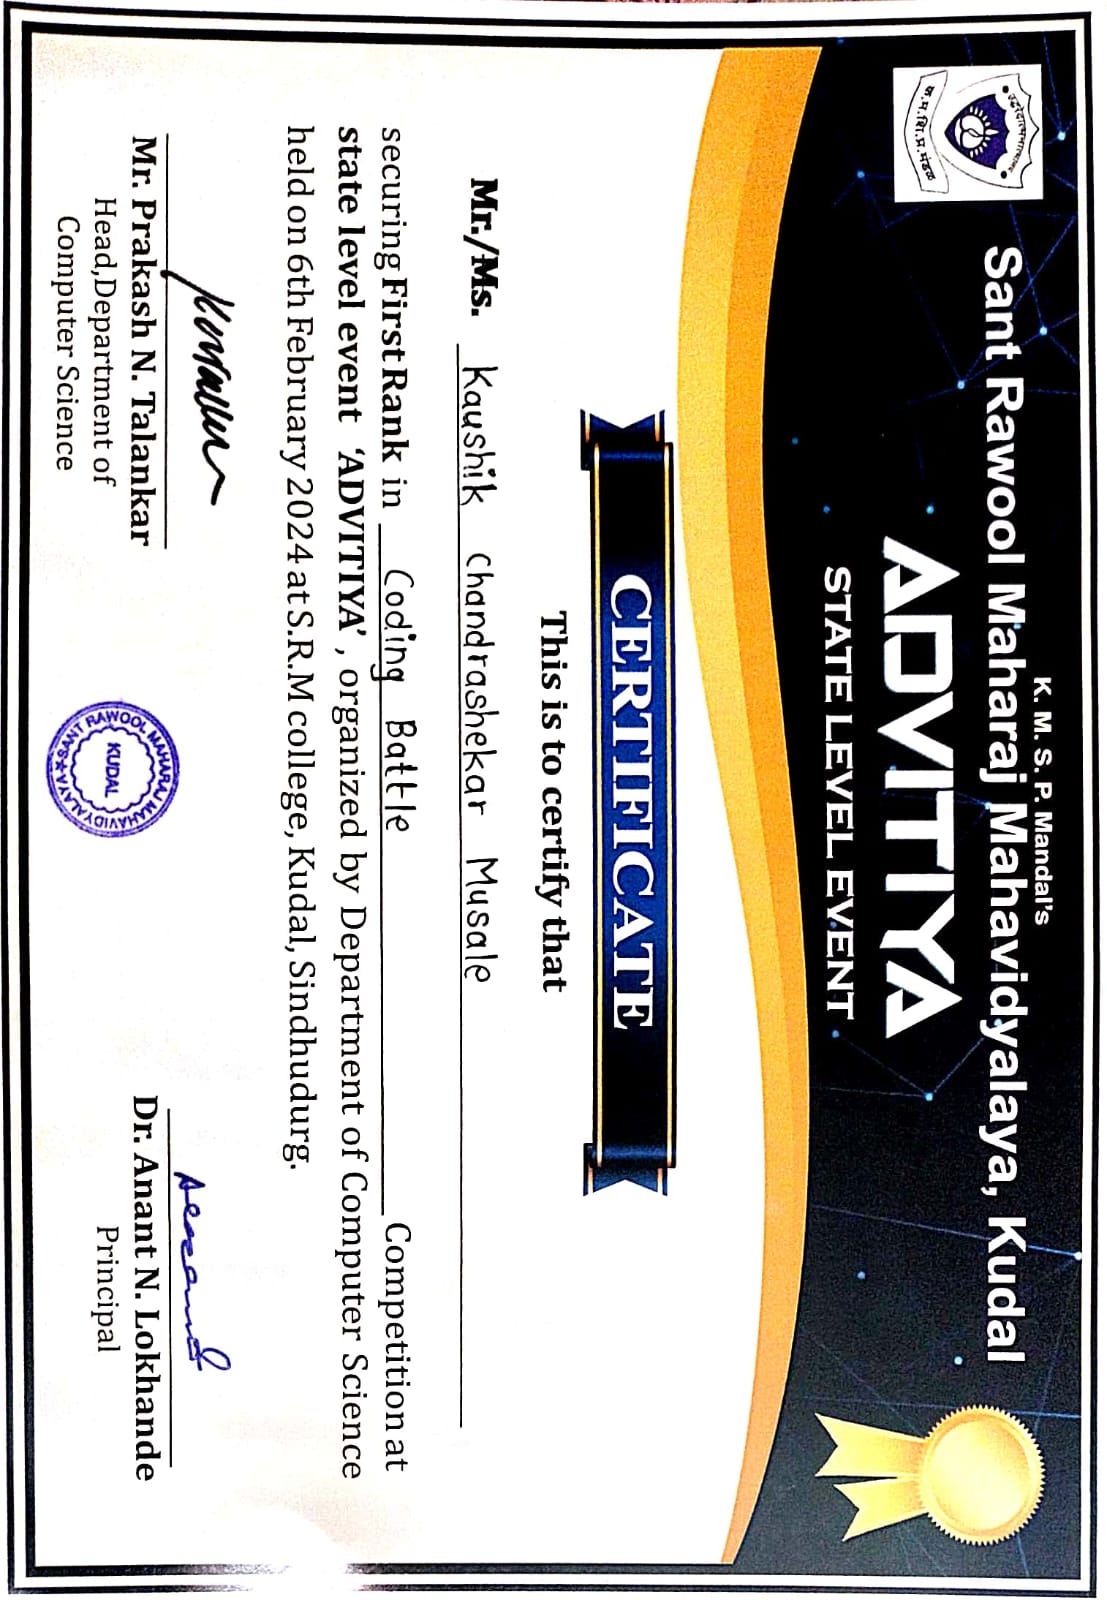 K. M. S. P. Mandal's
Sant Rawool Maharaj Mahavidyalaya, Kudal
ADVITIYA
STATE LEVEL EVENT
क.म.शि.प्र.मंडळ
CERTIFICATE
This is to certify that
Mr./Ms. Kaushik Chandrashekar Musale
securing First Rank in Coding Battle Competition at
state level event 'ADVITIYA', organized by Department of Computer Science
held on 6th February 2024 at S.R.M college, Kudal, Sindhudurg.
Mr. Prakash N. Talankar
Head,Department of
Computer Science
SANT RAWOOL MAHARAJ MAHAVIDYALAYA
KUDAL
Dr. Anant N. Lokhande
Principal